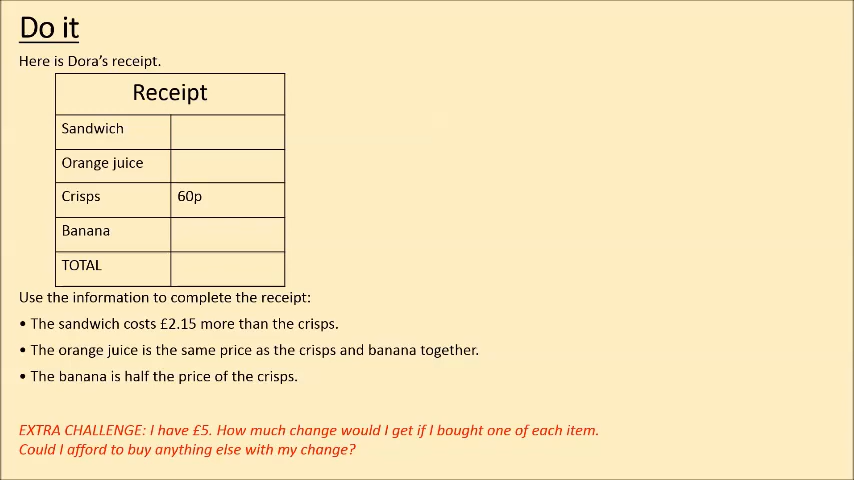 Do it
Here is Dora's receipt.
Receipt
Sandwich
Orange juice
Crisps 60p
Banana
TOTAL
Use the information to complete the receipt:
• The sandwich costs £2.15 more than the crisps.
• The orange juice is the same price as the crisps and banana together.
• The banana is half the price of the crisps.
EXTRA CHALLENGE: I have £5. How much change would I get if I bought one of each item.
Could I afford to buy anything else with my change?